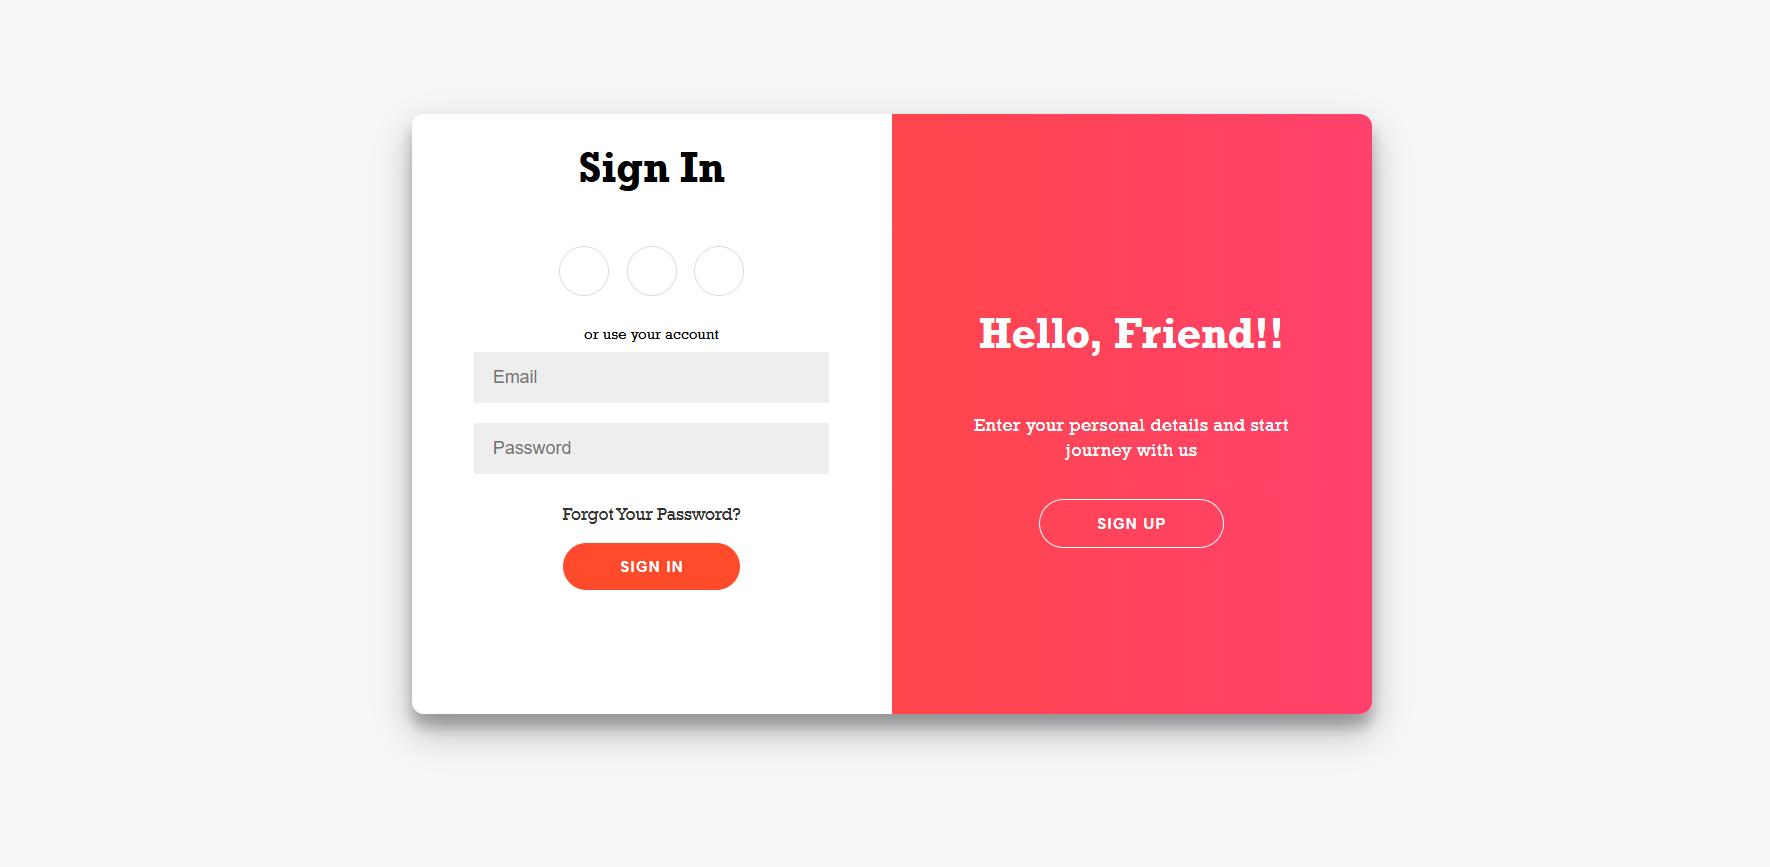 Sign In
or use your account
Email
Password
Forgot Your Password?
SIGN IN
Hello, Friend!!
Enter your personal details and start
journey with us
SIGN UP